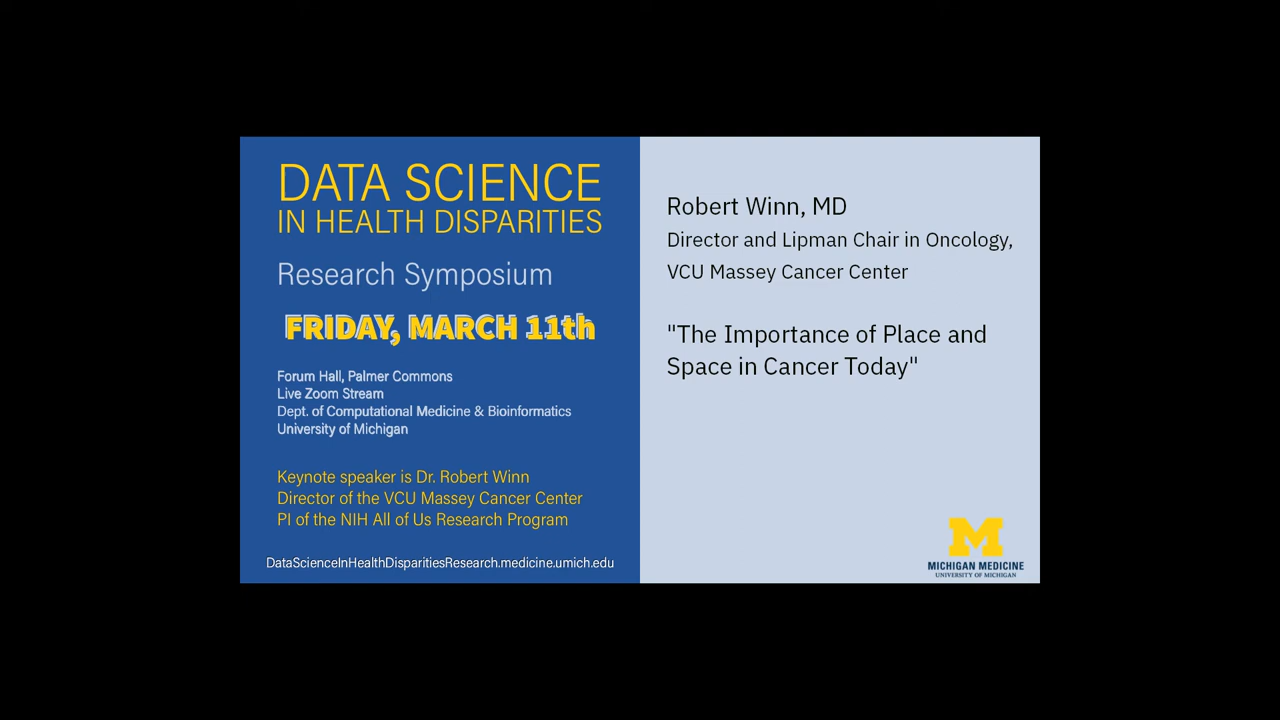 DATA SCIENCE
IN HEALTH DISPARITIES
Research Symposium
FRIDAY, MARCH 11th
Forum Hall, Palmer Commons
Live Zoom Stream
Dept. of Computational Medicine & Bioinformatics
University of Michigan
Keynote speaker is Dr. Robert Winn
Director of the VCU Massey Cancer Center
PI of the NIH All of Us Research Program
DataScienceInHealthDisparitiesResearch.medicine.umich.edu
Robert Winn, MD
Director and Lipman Chair in Oncology,
VCU Massey Cancer Center
"The Importance of Place and
Space in Cancer Today"
M
MICHIGAN MEDICINE
UNIVERSITY OF MICHIGAN